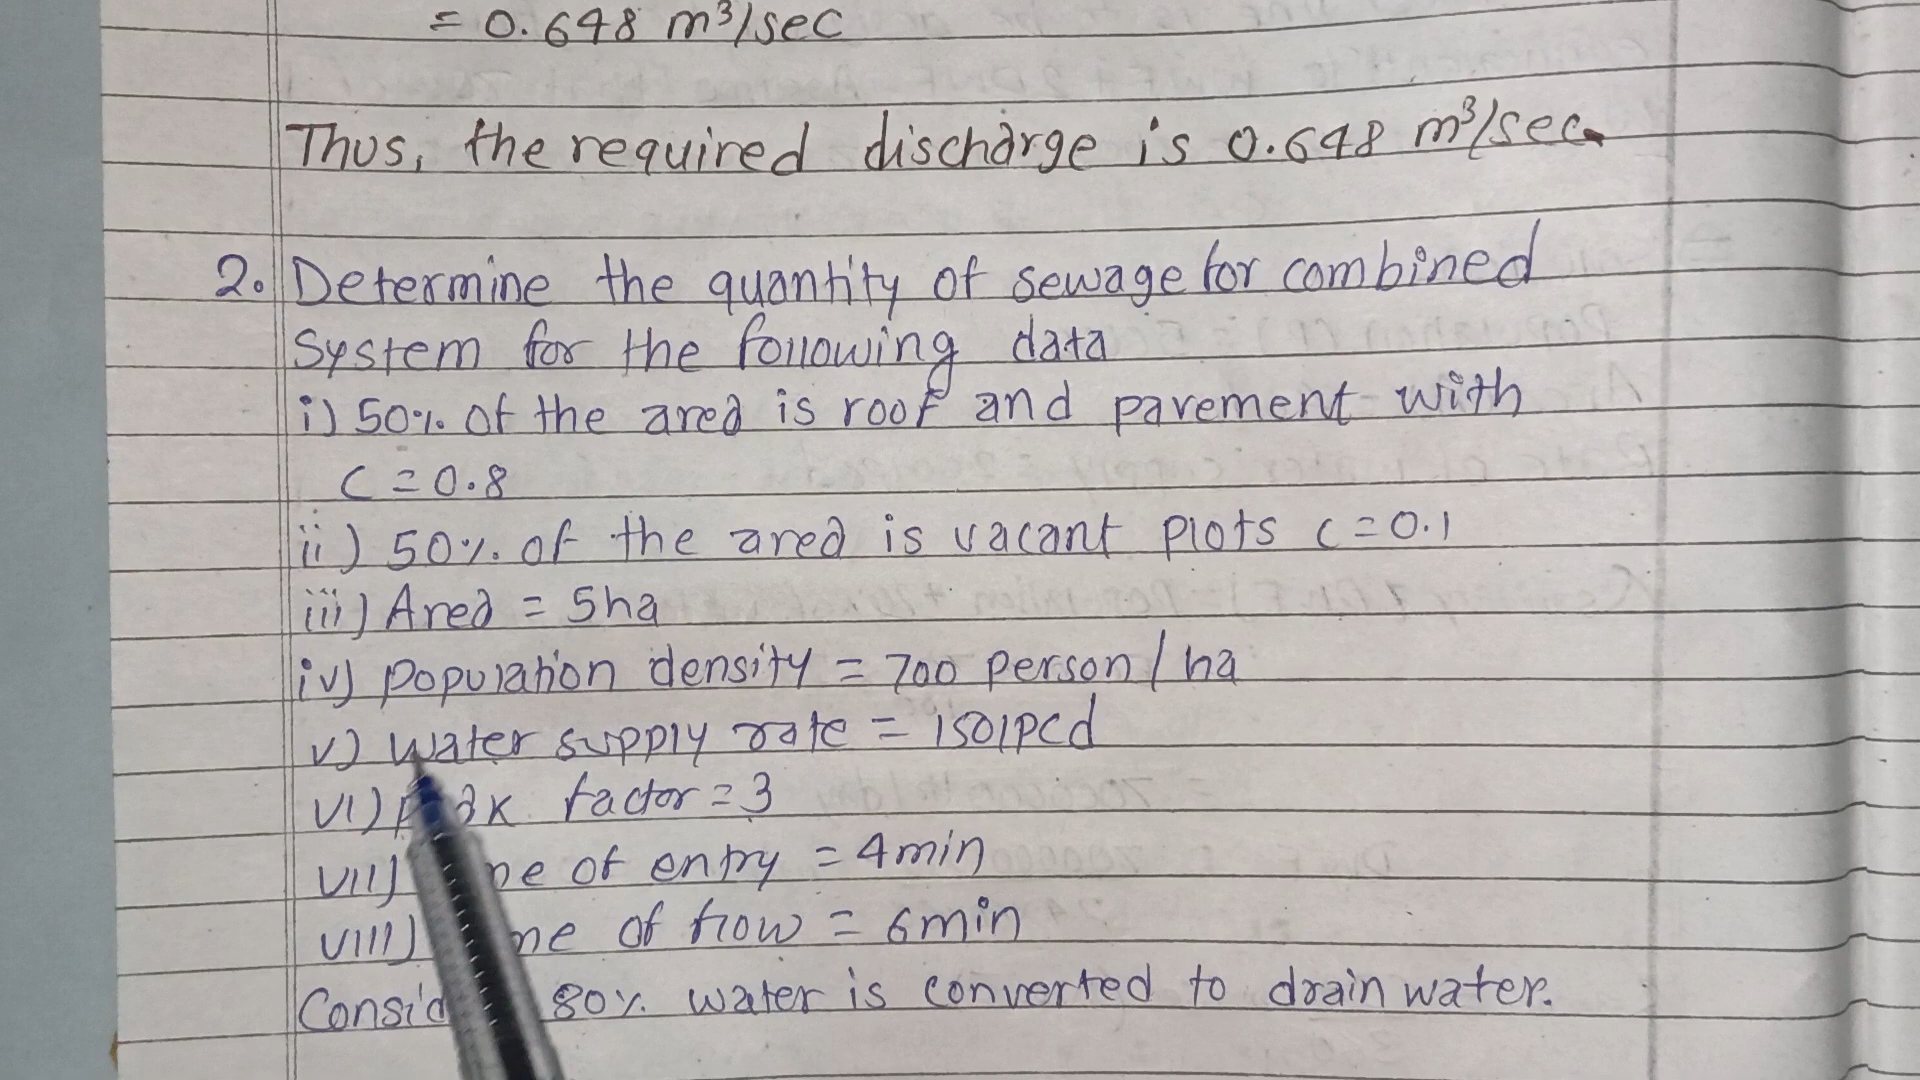 = 0.648 m³/sec
Thus, the required discharge is 0.648 m³/sec.
2. Determine the quantity of sewage for combined
system for the following data
i) 50% of the area is roof and pavement with
C = 0.8
ii) 50% of the area is vacant plots C = 0.1
iii) Area = 5ha
iv) Population density = 700 person / ha
v) Water supply rate = 150lpcd
vi) factor = 3
vii) of entry = 4min
viii) of flow = 6min
80% water is converted to drain water.